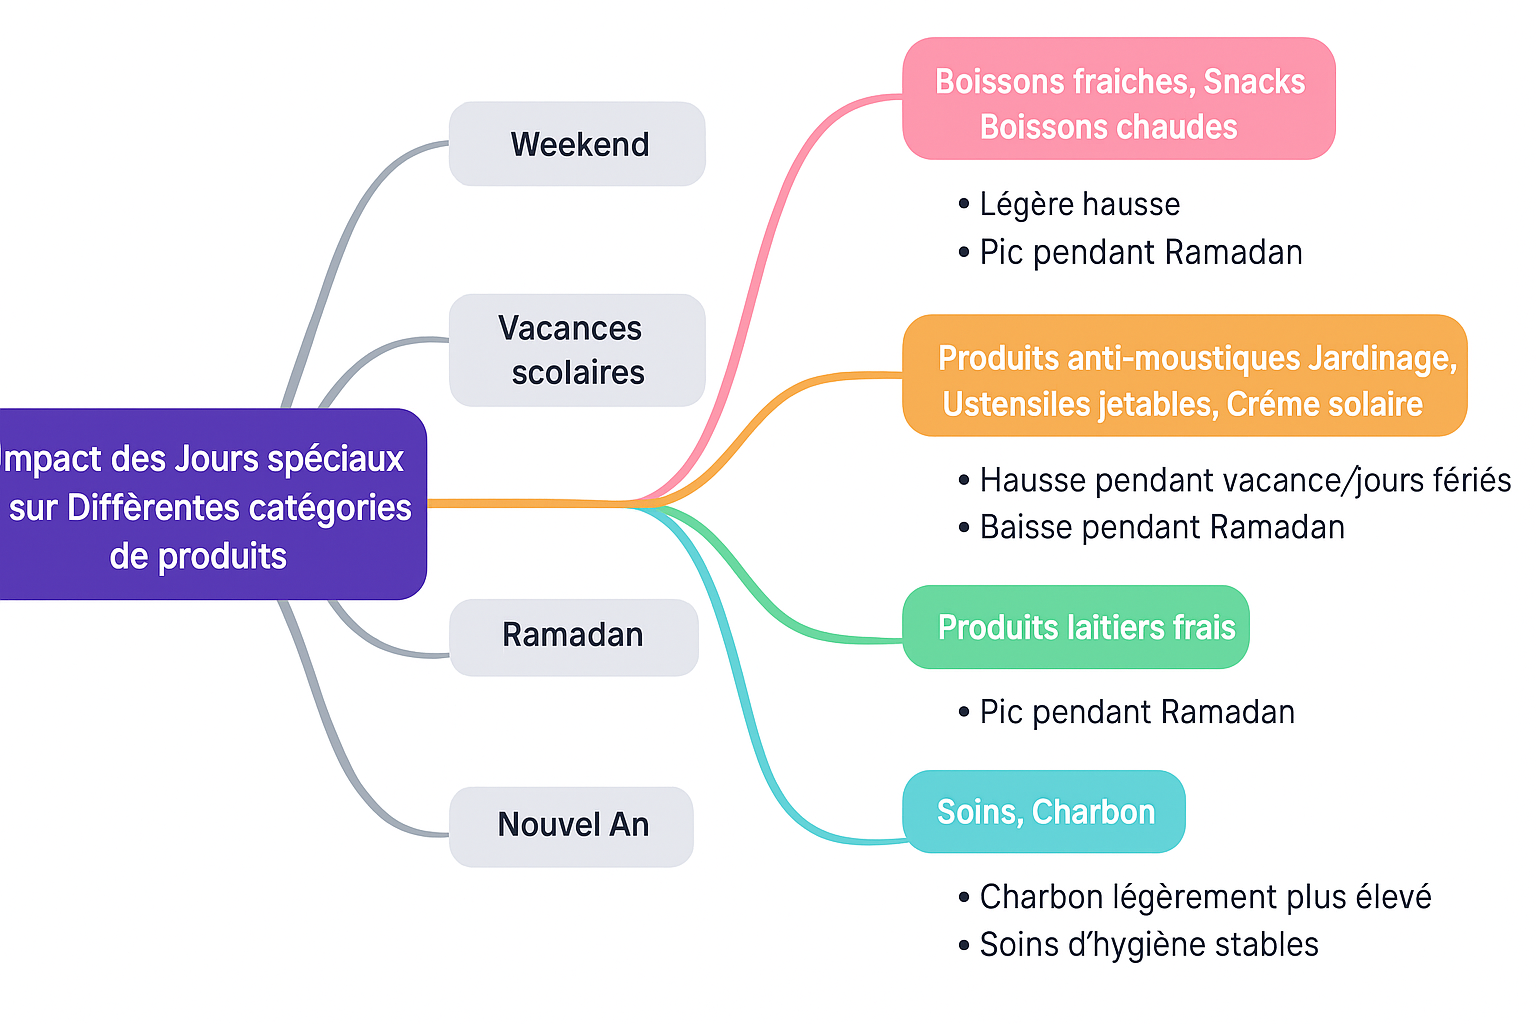 Impact des Jours spéciaux
sur Diffèrentes catégories
de produits
Weekend
Vacances
scolaires
Ramadan
Nouvel An
Boissons fraiches, Snacks
Boissons chaudes
• Légère hausse
• Pic pendant Ramadan
Produits anti-moustiques Jardinage,
Ustensiles jetables, Créme solaire
• Hausse pendant vacance/jours fériés
• Baisse pendant Ramadan
Produits laitiers frais
• Pic pendant Ramadan
Soins, Charbon
• Charbon légèrement plus élevé
• Soins d’hygiène stables